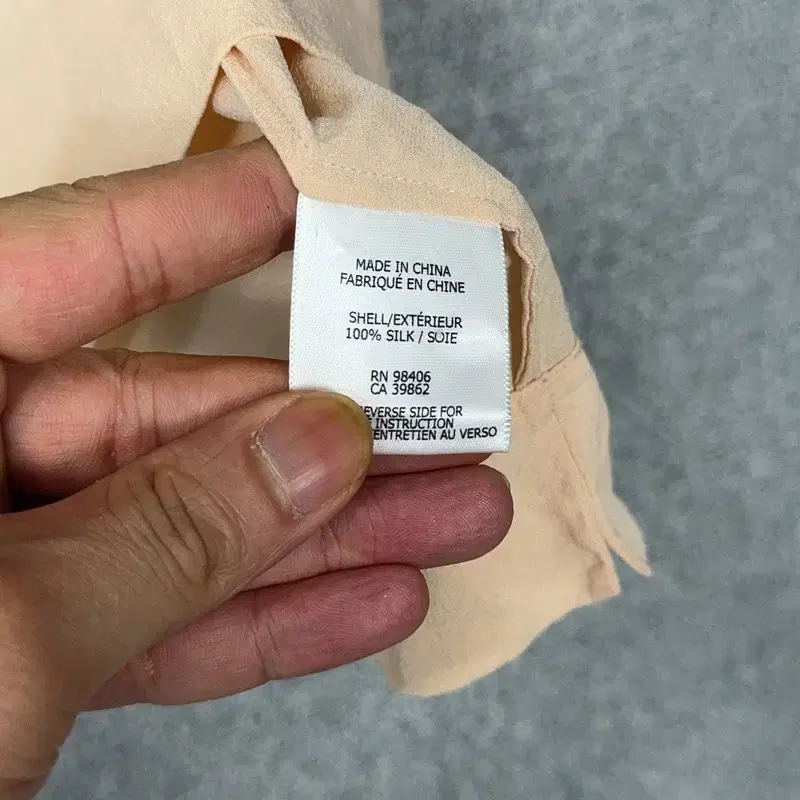 MADE IN CHINA
FABRIQUÉ EN CHINE
SHELL/EXTÉRIEUR
100% SILK / SOIE
RN 98406
CA 39862
SIDE FOR
INSTRUCTION
ENTRETIEN AU VERSO